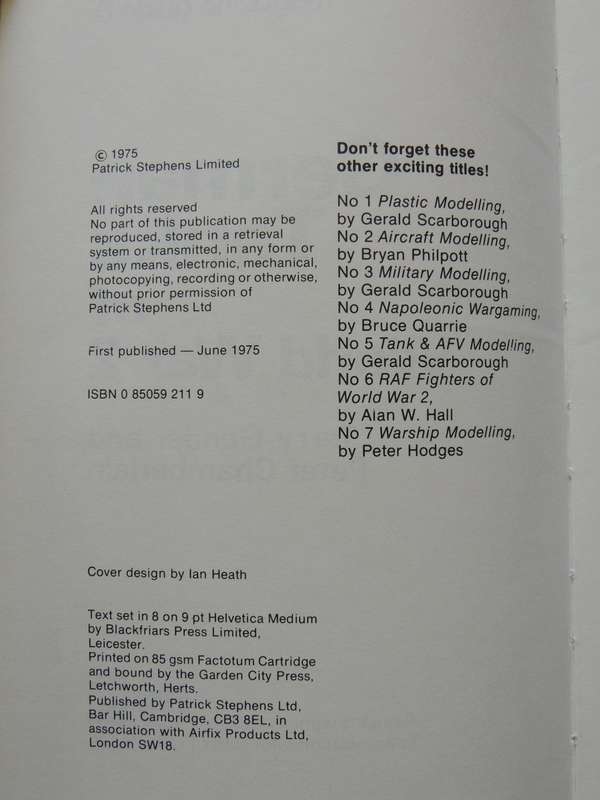 © 1975
Patrick Stephens Limited
All rights reserved
No part of this publication may be
reproduced, stored in a retrieval
system or transmitted, in any form or
by any means, electronic, mechanical,
photocopying, recording or otherwise,
without prior permission of
Patrick Stephens Ltd
First published — June 1975
ISBN 0 85059 211 9
Cover design by Ian Heath
Text set in 8 on 9 pt Helvetica Medium
by Blackfriars Press Limited,
Leicester.
Printed on 85 gsm Factotum Cartridge
and bound by the Garden City Press,
Letchworth, Herts.
Published by Patrick Stephens Ltd,
Bar Hill, Cambridge, CB3 8EL, in
association with Airfix Products Ltd,
London SW18.
Don't forget these
other exciting titles!
No 1 Plastic Modelling,
by Gerald Scarborough
No 2 Aircraft Modelling,
by Bryan Philpott
No 3 Military Modelling,
by Gerald Scarborough
No 4 Napoleonic Wargaming,
by Bruce Quarrie
No 5 Tank & AFV Modelling,
by Gerald Scarborough
No 6 RAF Fighters of
World War 2,
by Alan W. Hall
No 7 Warship Modelling,
by Peter Hodges